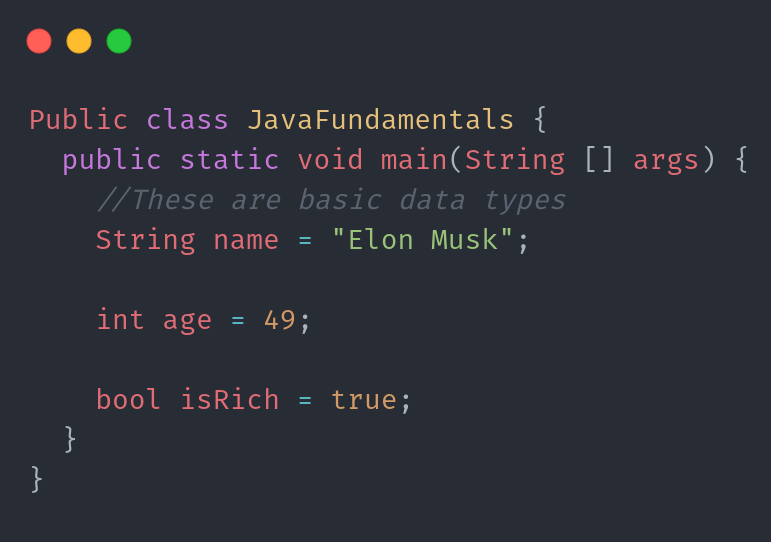 Public class JavaFundamentals {
public static void main(String [] args) {
//These are basic data types
String name = "Elon Musk";
int age = 49;
bool isRich = true;
}
}